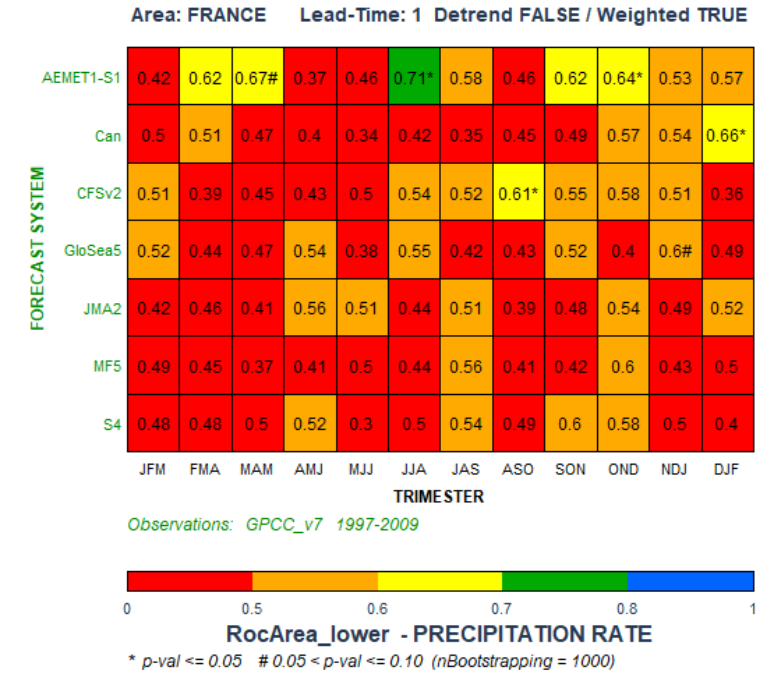 Area: FRANCE Lead-Time: 1 Detrend FALSE / Weighted TRUE
FORECAST SYSTEM
AEMET1-S1 0.42 0.62 0.67# 0.37 0.46 0.71* 0.58 0.46 0.62 0.64* 0.53 0.57
Can 0.5 0.51 0.47 0.4 0.34 0.42 0.35 0.45 0.49 0.57 0.54 0.66*
CFSv2 0.51 0.39 0.45 0.43 0.5 0.54 0.52 0.61* 0.55 0.58 0.51 0.36
GloSea5 0.52 0.44 0.47 0.54 0.38 0.55 0.42 0.43 0.52 0.4 0.6# 0.49
JMA2 0.42 0.46 0.41 0.56 0.51 0.44 0.51 0.39 0.48 0.54 0.49 0.52
MF5 0.49 0.45 0.37 0.41 0.5 0.44 0.56 0.41 0.42 0.6 0.43 0.5
S4 0.48 0.48 0.5 0.52 0.3 0.5 0.54 0.49 0.6 0.58 0.5 0.4
JFM FMA MAM AMJ MJJ JJA JAS ASO SON OND NDJ DJF
TRIMESTER
Observations: GPCC_v7 1997-2009
0 0.5 0.6 0.7 0.8 1
RocArea_lower - PRECIPITATION RATE
* p-val <= 0.05 # 0.05 < p-val <= 0.10 (nBootstrapping = 1000)